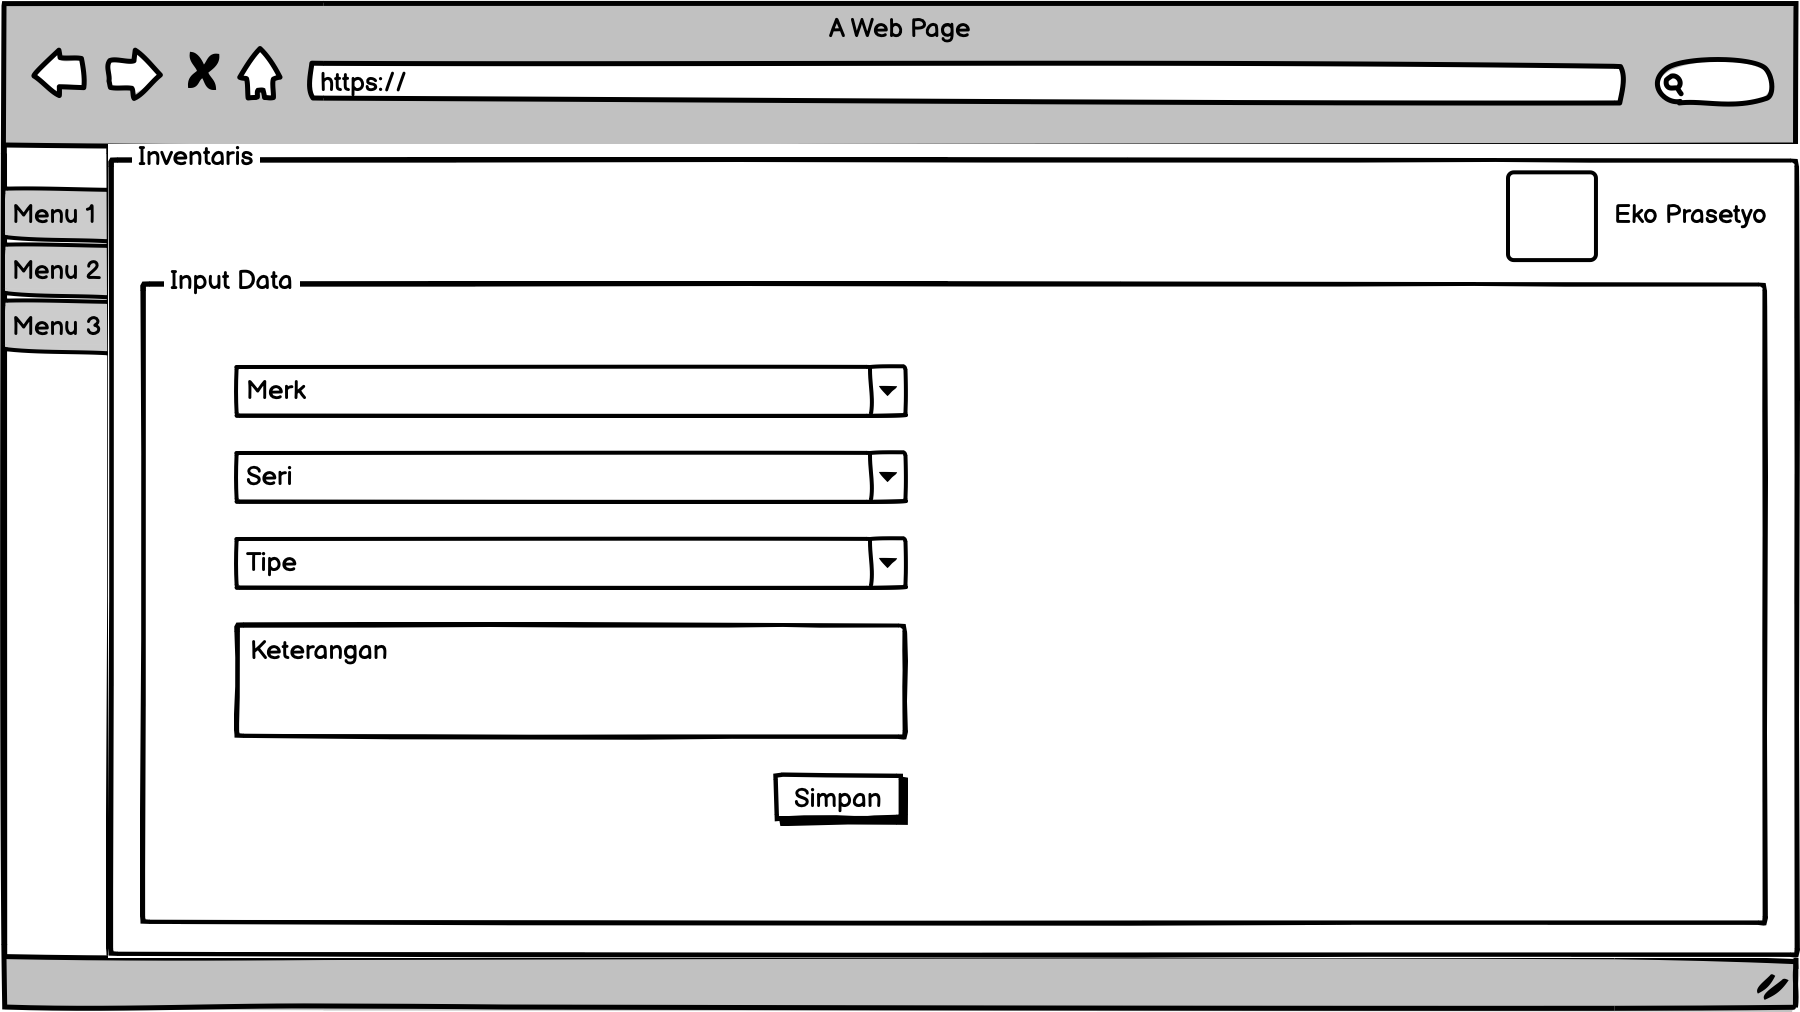 A Web Page
https://
Inventaris
Menu 1
Menu 2
Menu 3
Eko Prasetyo
Input Data
Merk
Seri
Tipe
Keterangan
Simpan